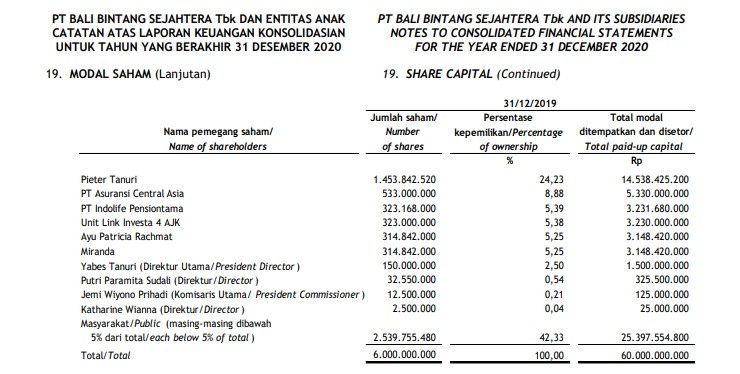 PT BALI BINTANG SEJAHTERA Tbk DAN ENTITAS ANAK
CATATAN ATAS LAPORAN KEUANGAN KONSOLIDASIAN
UNTUK TAHUN YANG BERAKHIR 31 DESEMBER 2020
PT BALI BINTANG SEJAHTERA Tbk AND ITS SUBSIDIARIES
NOTES TO CONSOLIDATED FINANCIAL STATEMENTS
FOR THE YEAR ENDED 31 DECEMBER 2020
19. MODAL SAHAM (Lanjutan)
19. SHARE CAPITAL (Continued)
31/12/2019
Nama pemegang saham/
Name of shareholders
Jumlah saham/
Number
of shares
Persentase
kepemilikan/Percentage
of ownership
%
Total modal
ditempatkan dan disetor/
Total paid-up capital
Rp
Pieter Tanuri 1.453.842.520 24,23 14.538.425.200
PT Asuransi Central Asia 533.000.000 8,88 5.330.000.000
PT Indolife Pensiontama 323.168.000 5,39 3.231.680.000
Unit Link Investa 4 AJK 323.000.000 5,38 3.230.000.000
Ayu Patricia Rachmat 314.842.000 5,25 3.148.420.000
Miranda 314.842.000 5,25 3.148.420.000
Yabes Tanuri (Direktur Utama/President Director) 150.000.000 2,50 1.500.000.000
Putri Paramita Sudali (Direktur/Director) 32.550.000 0,54 325.500.000
Jemi Wiyono Prihadi (Komisaris Utama/ President Commissioner) 12.500.000 0,21 125.000.000
Katharine Wianna (Direktur/Director) 2.500.000 0,04 25.000.000
Masyarakat/Public (masing-masing dibawah
5% dari total/each below 5% of total) 2.539.755.480 42,33 25.397.554.800
Total/Total 6.000.000.000 100,00 60.000.000.000